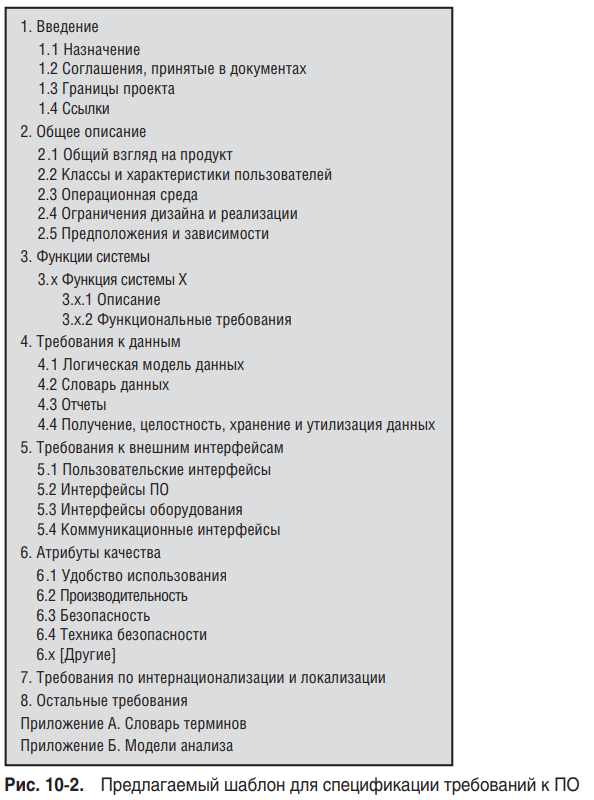 1. Введение
1.1 Назначение
1.2 Соглашения, принятые в документах
1.3 Границы проекта
1.4 Ссылки
2. Общее описание
2.1 Общий взгляд на продукт
2.2 Классы и характеристики пользователей
2.3 Операционная среда
2.4 Ограничения дизайна и реализации
2.5 Предположения и зависимости
3. Функции системы
3.x Функция системы X
3.x.1 Описание
3.x.2 Функциональные требования
4. Требования к данным
4.1 Логическая модель данных
4.2 Словарь данных
4.3 Отчеты
4.4 Получение, целостность, хранение и утилизация данных
5. Требования к внешним интерфейсам
5.1 Пользовательские интерфейсы
5.2 Интерфейсы ПО
5.3 Интерфейсы оборудования
5.4 Коммуникационные интерфейсы
6. Атрибуты качества
6.1 Удобство использования
6.2 Производительность
6.3 Безопасность
6.4 Техника безопасности
6.x [Другие]
7. Требования по интернационализации и локализации
8. Остальные требования
Приложение А. Словарь терминов
Приложение Б. Модели анализа
Рис. 10-2. Предлагаемый шаблон для спецификации требований к ПО